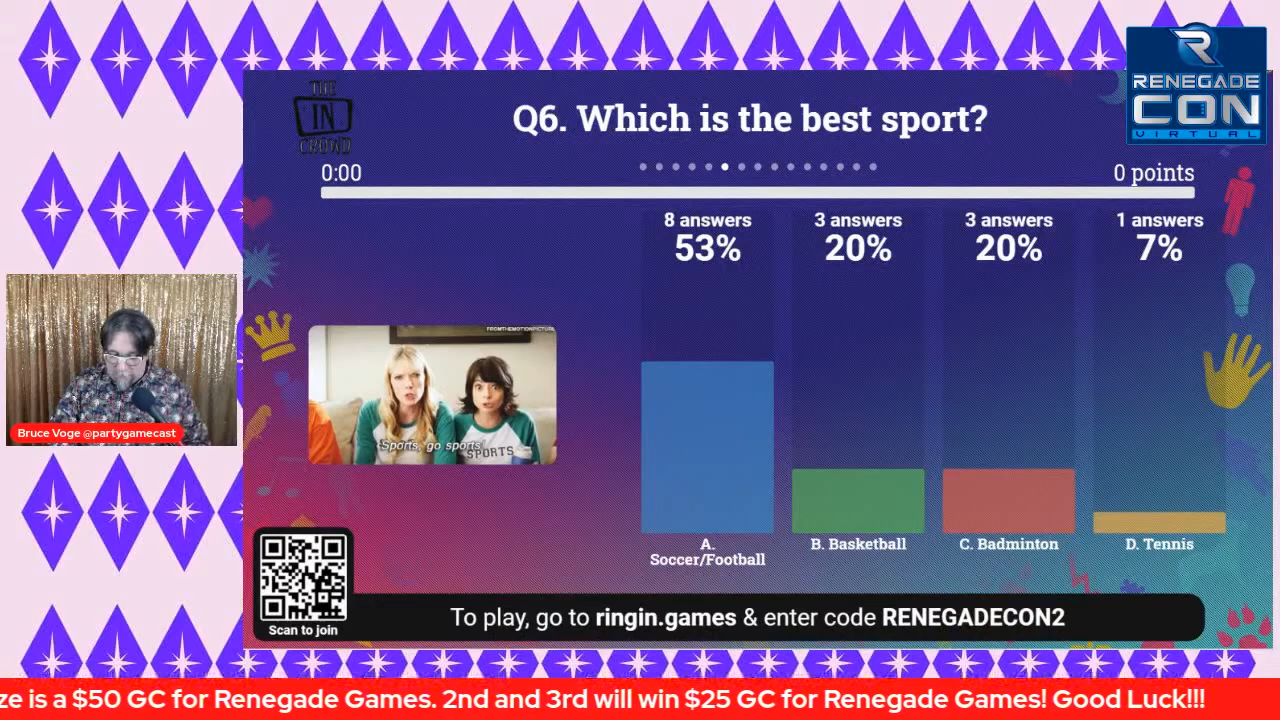 THE
IN
CROWD
Q6. Which is the best sport?
RENEGADE
CON
VIRTUAL
0:00
0 points
8 answers
53%
3 answers
20%
3 answers
20%
1 answers
7%
FROMTHEMOTIONPICTURE
Sports, go sports!
SPORTS
Bruce Voge @partygamecast
A.
Soccer/Football
B. Basketball
C. Badminton
D. Tennis
Scan to join
To play, go to ringin.games & enter code RENEGADECON2
ze is a $50 GC for Renegade Games. 2nd and 3rd will win $25 GC for Renegade Games! Good Luck!!!